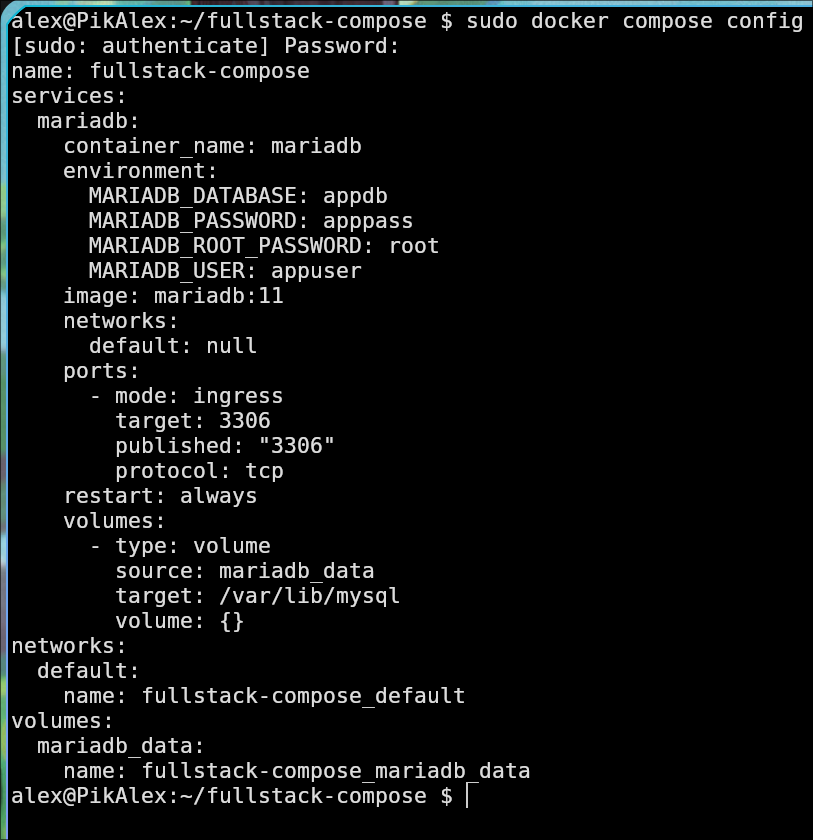 alex@PikAlex:~/fullstack-compose $ sudo docker compose config
[sudo: authenticate] Password:
name: fullstack-compose
services:
  mariadb:
    container_name: mariadb
    environment:
      MARIADB_DATABASE: appdb
      MARIADB_PASSWORD: apppass
      MARIADB_ROOT_PASSWORD: root
      MARIADB_USER: appuser
    image: mariadb:11
    networks:
      default: null
    ports:
      - mode: ingress
        target: 3306
        published: "3306"
        protocol: tcp
    restart: always
    volumes:
      - type: volume
        source: mariadb_data
        target: /var/lib/mysql
        volume: {}
networks:
  default:
    name: fullstack-compose_default
volumes:
  mariadb_data:
    name: fullstack-compose_mariadb_data
alex@PikAlex:~/fullstack-compose $